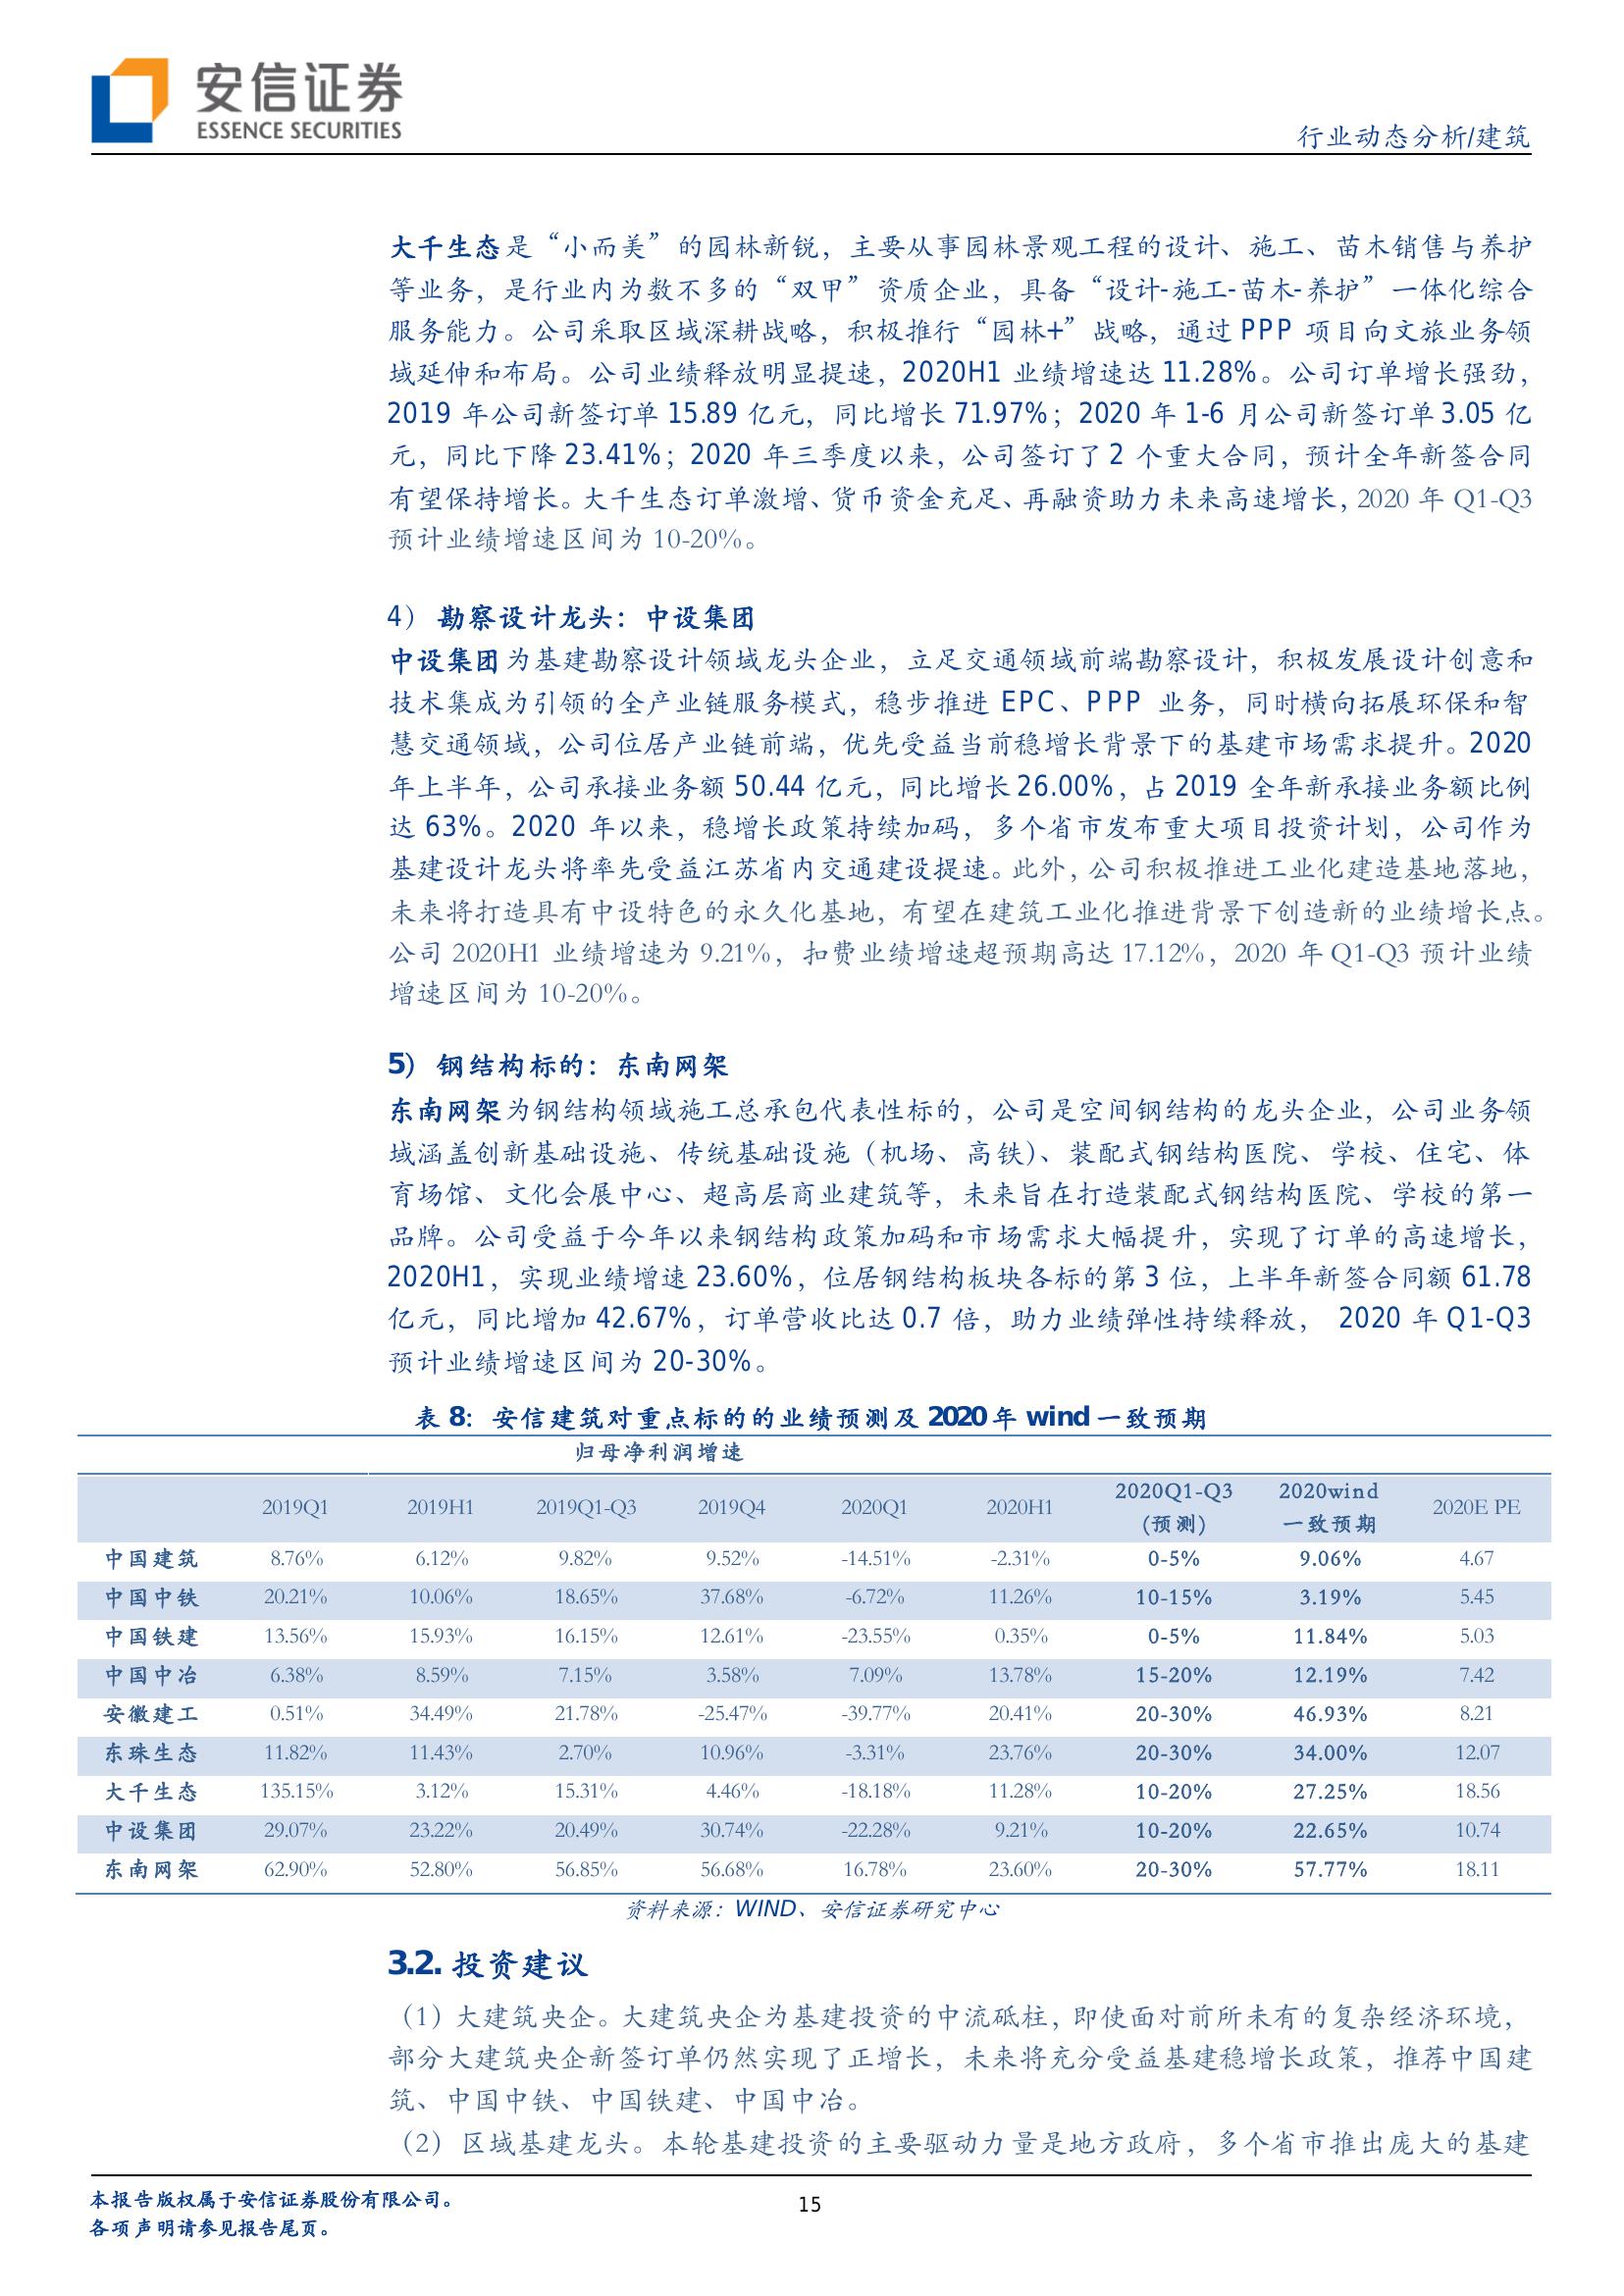 安信证券
ESSENCE SECURITIES
行业动态分析/建筑
大千生态是“小而美”的园林新锐，主要从事园林景观工程的设计、施工、苗木销售与养护
等业务，是行业内为数不多的“双甲”资质企业，具备“设计-施工-苗木-养护”一体化综合
服务能力。公司采取区域深耕战略，积极推行“园林+”战略，通过 PPP 项目向文旅业务领
域延伸和布局。公司业绩释放明显提速，2020H1 业绩增速达 11.28%。公司订单增长强劲，
2019 年公司新签订单 15.89 亿元，同比增长 71.97%；2020 年 1-6 月公司新签订单 3.05 亿
元，同比下降 23.41%；2020 年三季度以来，公司签订了 2 个重大合同，预计全年新签合同
有望保持增长。大千生态订单激增、货币资金充足、再融资助力未来高速增长，2020 年 Q1-Q3
预计业绩增速区间为 10-20%。
4） 勘察设计龙头：中设集团
中设集团为基建勘察设计领域龙头企业，立足交通领域前端勘察设计，积极发展设计创意和
技术集成为引领的全产业链服务模式，稳步推进 EPC、PPP 业务，同时横向拓展环保和智
慧交通领域，公司位居产业链前端，优先受益当前稳增长背景下的基建市场需求提升。2020
年上半年，公司承接业务额 50.44 亿元，同比增长 26.00%，占 2019 全年新承接业务额比例
达 63%。2020 年以来，稳增长政策持续加码，多个省市发布重大项目投资计划，公司作为
基建设计龙头将率先受益江苏省内交通建设提速。此外，公司积极推进工业化建造基地落地，
未来将打造具有中设特色的永久化基地，有望在建筑工业化推进背景下创造新的业绩增长点。
公司 2020H1 业绩增速为 9.21%，扣费业绩增速超预期高达 17.12%，2020 年 Q1-Q3 预计业绩
增速区间为 10-20%。
5） 钢结构标的：东南网架
东南网架为钢结构领域施工总承包代表性标的，公司是空间钢结构的龙头企业，公司业务领
域涵盖创新基础设施、传统基础设施（机场、高铁）、装配式钢结构医院、学校、住宅、体
育场馆、文化会展中心、超高层商业建筑等，未来旨在打造装配式钢结构医院、学校的第一
品牌。公司受益于今年以来钢结构政策加码和市场需求大幅提升，实现了订单的高速增长，
2020H1，实现业绩增速 23.60%，位居钢结构板块各标的第 3 位，上半年新签合同额 61.78
亿元，同比增加 42.67%，订单营收比达 0.7 倍，助力业绩弹性持续释放， 2020 年 Q1-Q3
预计业绩增速区间为 20-30%。
表 8：安信建筑对重点标的的业绩预测及 2020 年 wind 一致预期
归母净利润增速
2019Q1 2019H1 2019Q1-Q3 2019Q4 2020Q1 2020H1 2020Q1-Q3 (预测) 2020wind 一致预期 2020E PE
中国建筑 8.76% 6.12% 9.82% 9.52% -14.51% -2.31% 0-5% 9.06% 4.67
中国中铁 20.21% 10.06% 18.65% 37.68% -6.72% 11.26% 10-15% 3.19% 5.45
中国铁建 13.56% 15.93% 16.15% 12.61% -23.55% 0.35% 0-5% 11.84% 5.03
中国中冶 6.38% 8.59% 7.15% 3.58% 7.09% 13.78% 15-20% 12.19% 7.42
安徽建工 0.51% 34.49% 21.78% -25.47% -39.77% 20.41% 20-30% 46.93% 8.21
东珠生态 11.82% 11.43% 2.70% 10.96% -3.31% 23.76% 20-30% 34.00% 12.07
大千生态 135.15% 3.12% 15.31% 4.46% -18.18% 11.28% 10-20% 27.25% 18.56
中设集团 29.07% 23.22% 20.49% 30.74% -22.28% 9.21% 10-20% 22.65% 10.74
东南网架 62.90% 52.80% 56.85% 56.68% 16.78% 23.60% 20-30% 57.77% 18.11
资料来源：WIND、安信证券研究中心
3.2. 投资建议
（1）大建筑央企。大建筑央企为基建投资的中流砥柱，即使面对前所未有的复杂经济环境，
部分大建筑央企新签订单仍然实现了正增长，未来将充分受益基建稳增长政策，推荐中国建
筑、中国中铁、中国铁建、中国中冶。
（2）区域基建龙头。本轮基建投资的主要驱动力量是地方政府，多个省市推出庞大的基建
本报告版权属于安信证券股份有限公司。
各项声明请参见报告尾页。
15